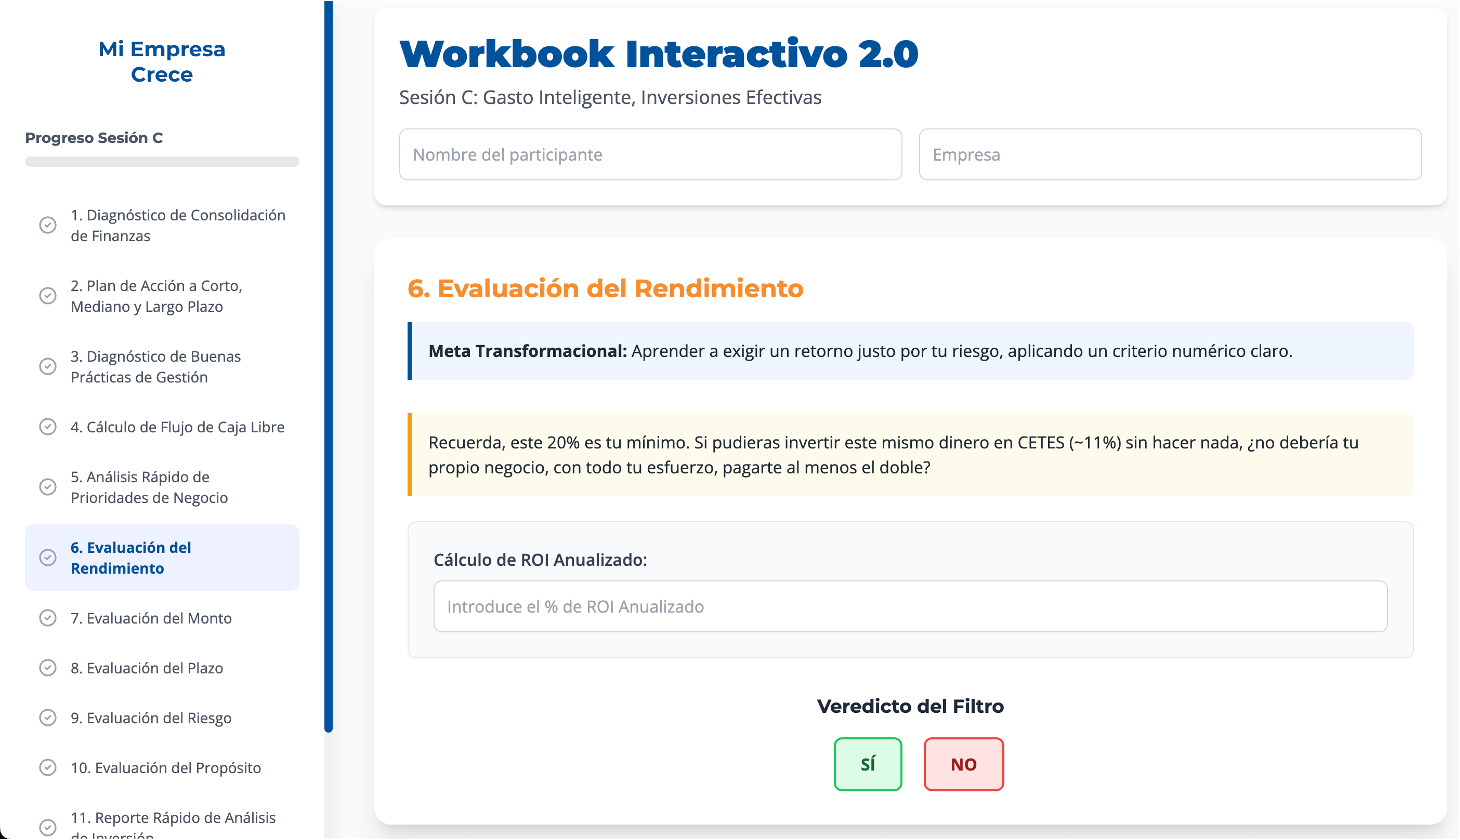 Mi Empresa
Crece
Progreso Sesión C
1. Diagnóstico de Consolidación
de Finanzas
2. Plan de Acción a Corto,
Mediano y Largo Plazo
3. Diagnóstico de Buenas
Prácticas de Gestión
4. Cálculo de Flujo de Caja Libre
5. Análisis Rápido de
Prioridades de Negocio
6. Evaluación del
Rendimiento
7. Evaluación del Monto
8. Evaluación del Plazo
9. Evaluación del Riesgo
10. Evaluación del Propósito
11. Reporte Rápido de Análisis
de Inversión
Workbook Interactivo 2.0
Sesión C: Gasto Inteligente, Inversiones Efectivas
Nombre del participante
Empresa
6. Evaluación del Rendimiento
Meta Transformacional: Aprender a exigir un retorno justo por tu riesgo, aplicando un criterio numérico claro.
Recuerda, este 20% es tu mínimo. Si pudieras invertir este mismo dinero en CETES (~11%) sin hacer nada, ¿no debería tu
propio negocio, con todo tu esfuerzo, pagarte al menos el doble?
Cálculo de ROI Anualizado:
Introduce el % de ROI Anualizado
Veredicto del Filtro
SÍ
NO